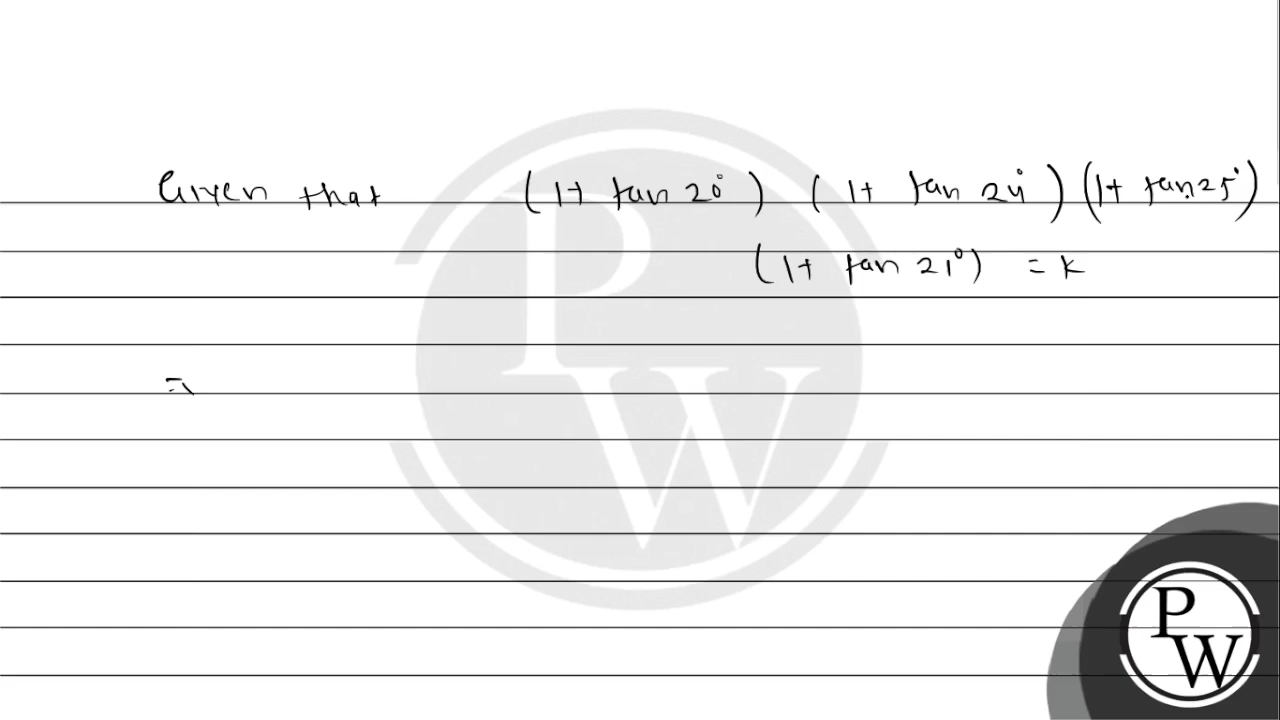 Given that (1+ tan 20°) (1+ tan 24°) (1+ tan 25°)
(1+ tan 21°) = k
⇒
P
W
P
W